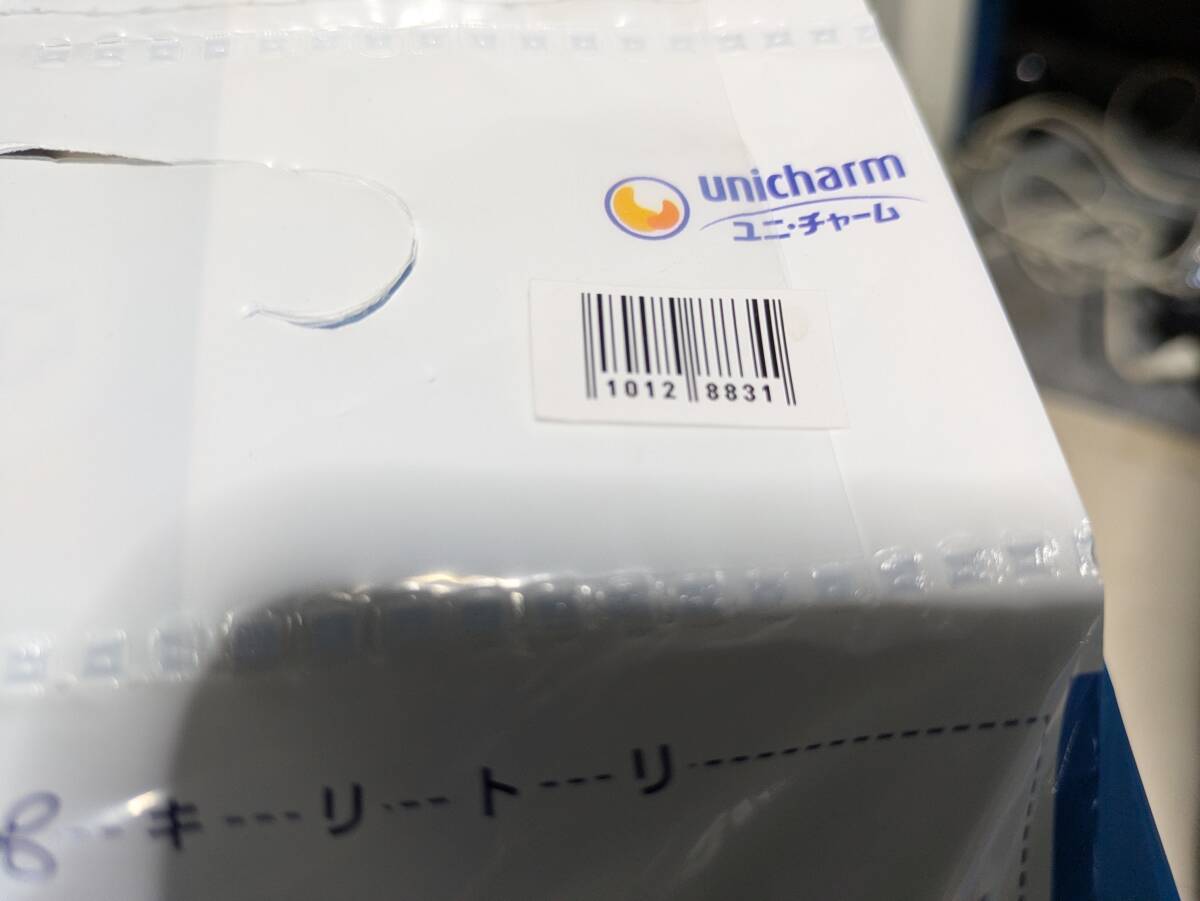 unicharm
ユニ・チャーム
1012 8831
キリトリ